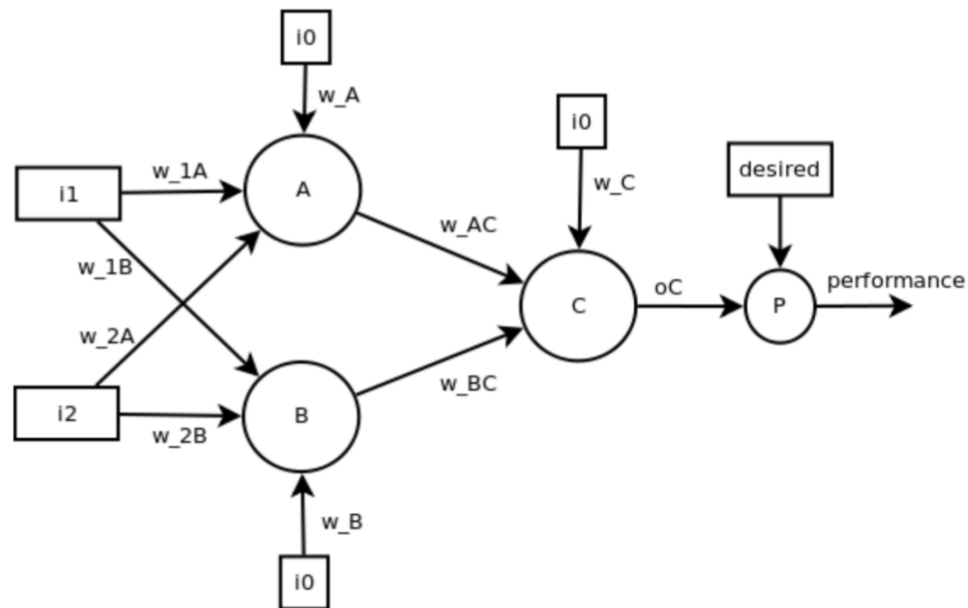 i0
w_A
i0
w_1A
i1
A
desired
w_C
w_AC
w_1B
oC
performance
C
P
w_2A
w_BC
i2
B
w_2B
w_B
i0